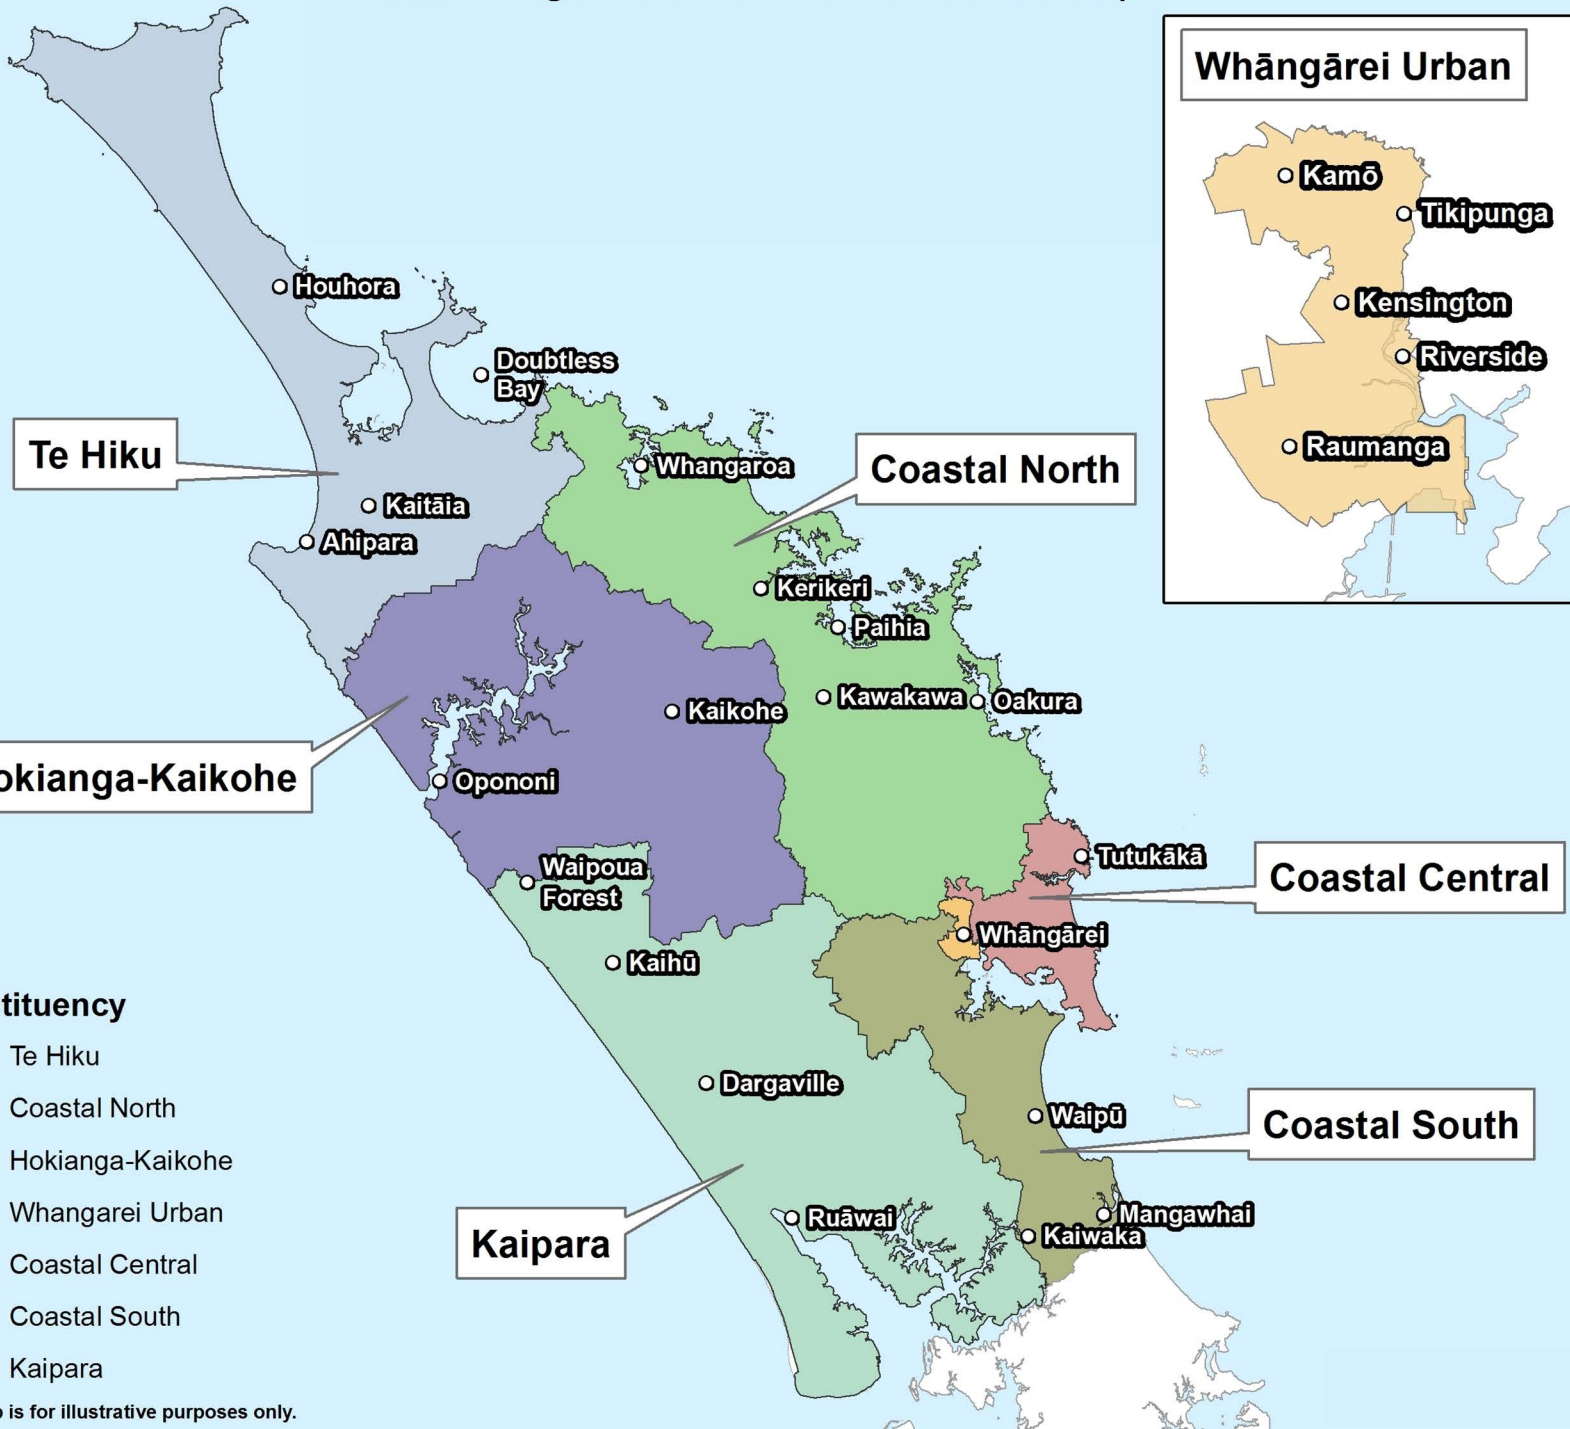 Whāngārei Urban
Kamō
Tikipunga
Kensington
Riverside
Raumanga
Houhora
Doubtless
Bay
Te Hiku
Whangaroa
Coastal North
Kaitāia
Ahipara
Kerikeri
Paihia
Kaikohe
Kawakawa
Oakura
okianga-Kaikohe
Opononi
Waipoua
Forest
Tutukākā
Coastal Central
Whāngārei
Kaihū
Dargaville
Waipū
Coastal South
Kaipara
Ruāwai
Mangawhai
Kaiwaka
tituency
Te Hiku
Coastal North
Hokianga-Kaikohe
Whangarei Urban
Coastal Central
Coastal South
Kaipara
is for illustrative purposes only.